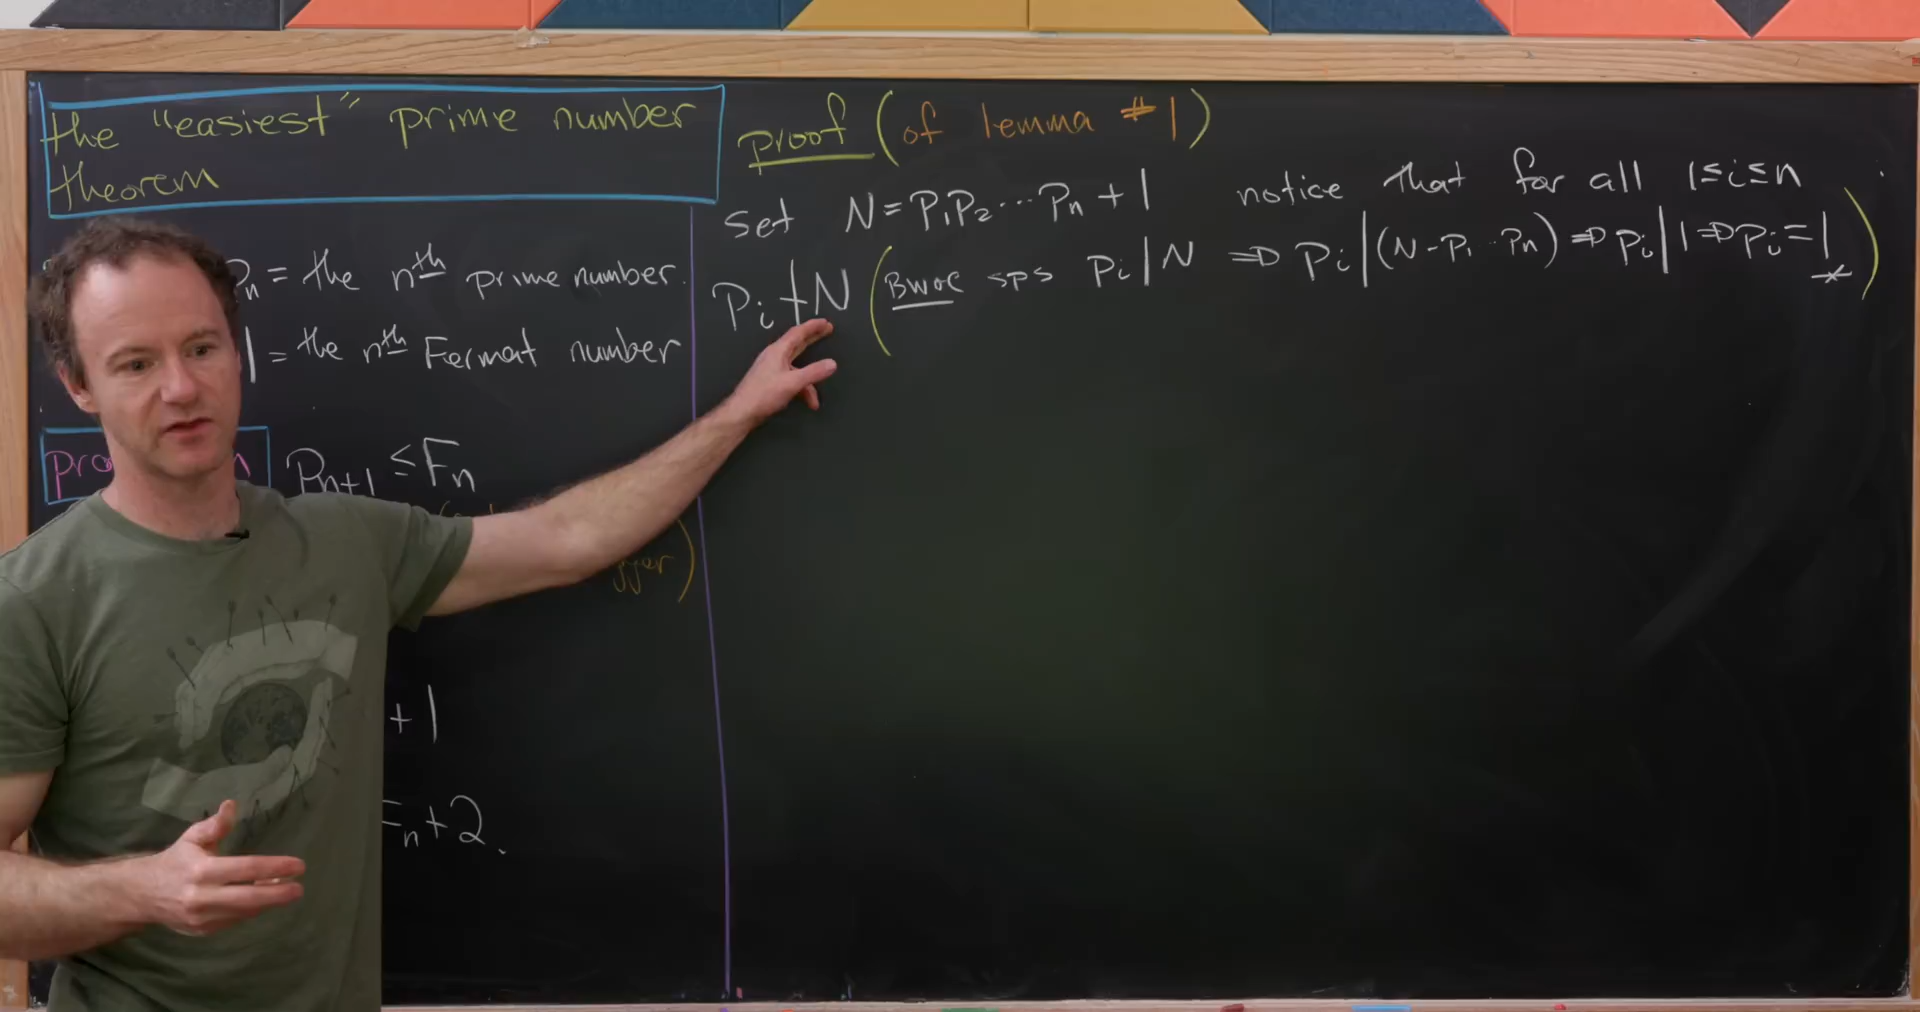 the "easiest" prime number
theorem
Pn = the nth prime number.
1 = the nth Fermat number
Pn+1 ≤ Fn
+ 1
Fn + 2.
proof (of lemma #1)
set N = P1P2 ... Pn + 1 notice that for all 1≤i≤n
Pi ∤ N (BWOC sps Pi | N ⇒ Pi | (N - P1 ... Pn) ⇒ Pi | 1 ⇒ Pi = 1)